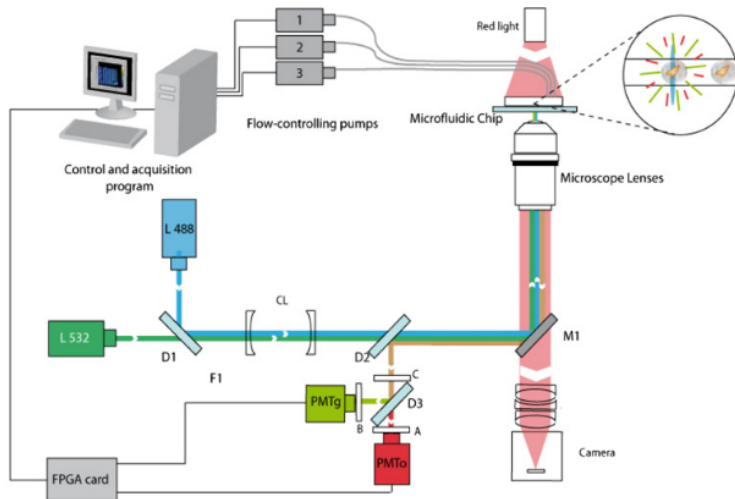 1
Red light
2
3
Microfluidic Chip
Flow-controlling pumps
Control and acquisition
program
Microscope Lenses
L 488
CL
L 532
D1
D2
M1
F1
C
D3
PMTg
B
A
PMTo
Camera
FPGA card